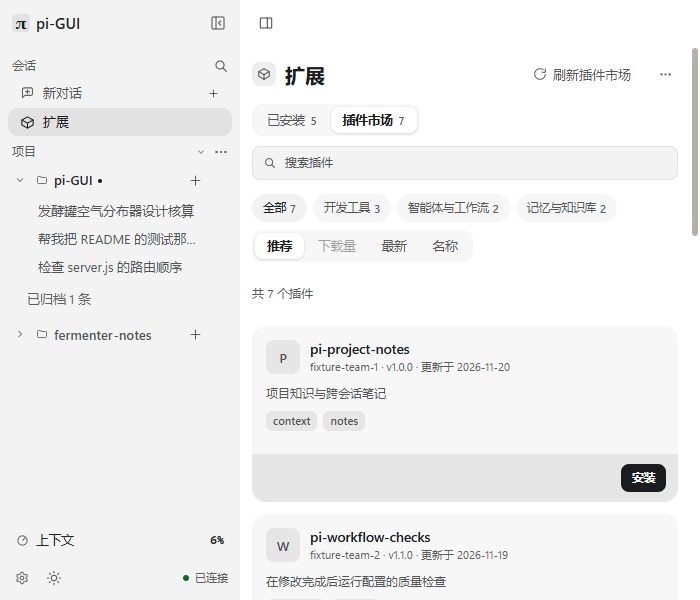 π pi-GUI
会话
新对话
扩展
项目
pi-GUI
发酵罐空气分布器设计核算
帮我把 README 的测试那...
检查 server.js 的路由顺序
已归档 1 条
fermenter-notes
上下文 6%
已连接
扩展
刷新插件市场
已安装 5 插件市场 7
搜索插件
全部 7 开发工具 3 智能体与工作流 2 记忆与知识库 2
推荐 下载量 最新 名称
共 7 个插件
P
pi-project-notes
fixture-team-1 · v1.0.0 · 更新于 2026-11-20
项目知识与跨会话笔记
context notes
安装
W
pi-workflow-checks
fixture-team-2 · v1.1.0 · 更新于 2026-11-19
在修改完成后运行配置的质量检查